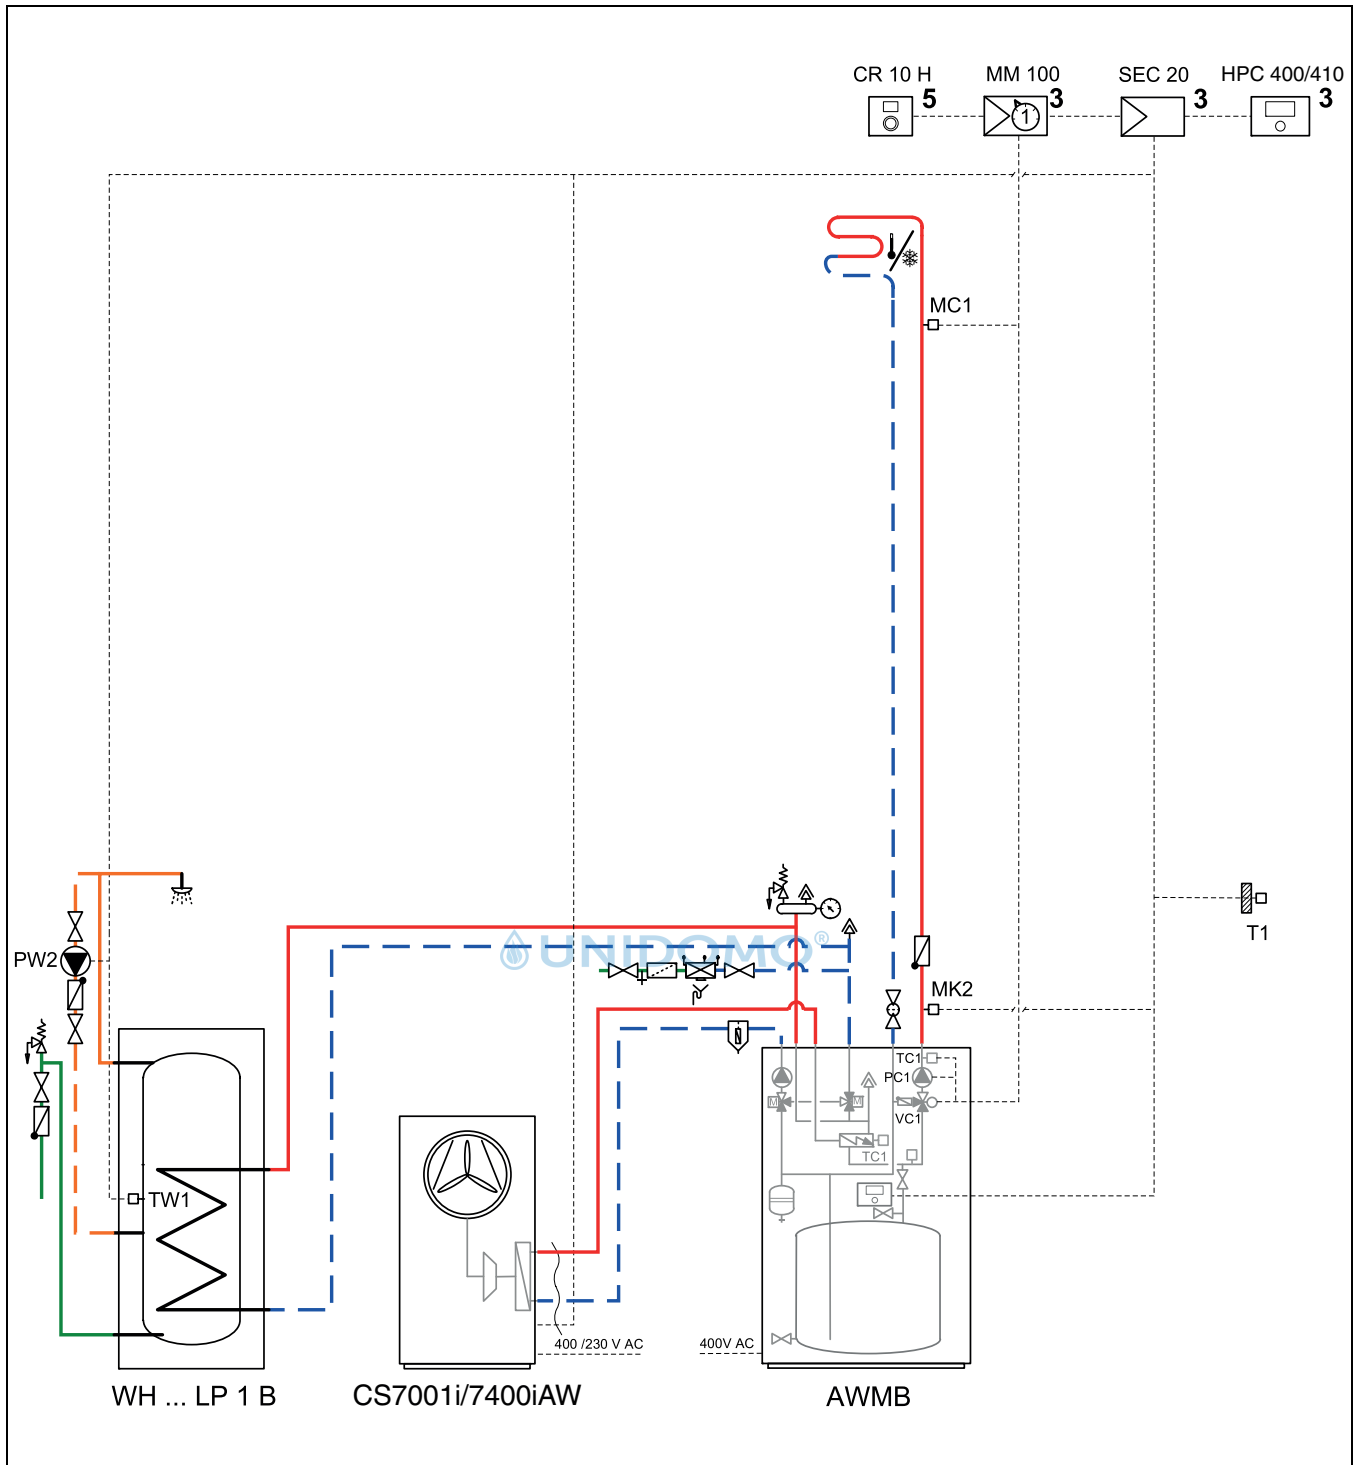 CR 10 H MM 100 SEC 20 HPC 400/410
5 3 3 3
1
MC1
UNIDOMO®
T1
PW2
MK2
TC1
PC1
M M
VC1
TC1
TW1
400 /230 V AC 400V AC
WH ... LP 1 B CS7001i/7400iAW AWMB